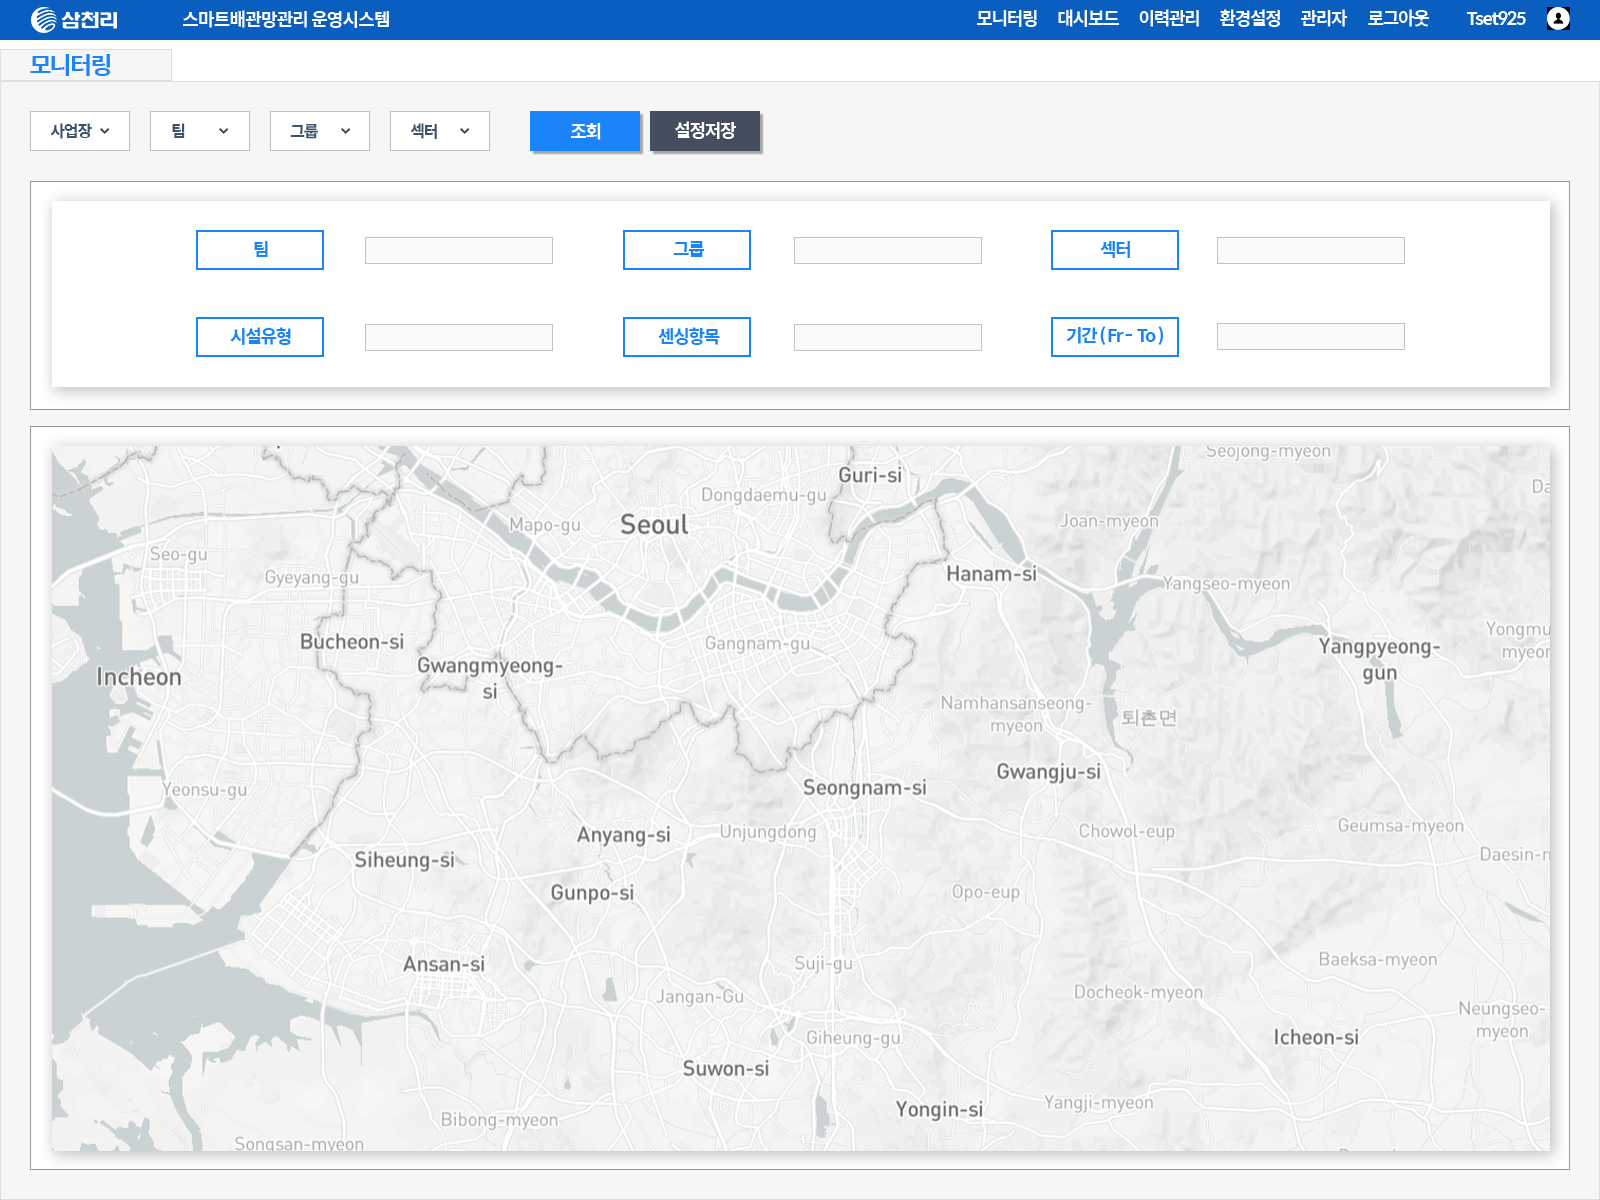 삼천리 스마트배관망관리 운영시스템 모니터링 대시보드 이력관리 환경설정 관리자 로그아웃 Tset925
모니터링
사업장 팀 그룹 섹터 조회 설정저장
팀 그룹 섹터
시설유형 센싱항목 기간 ( Fr - To )
Seojong-myeon
Guri-si
Dongdaemu-gu
Mapo-gu
Seoul
Joan-myeon
Seo-gu
Gyeyang-gu
Hanam-si
Yangseo-myeon
Bucheon-si
Gangnam-gu
Yangpyeong-
gun
Yongmu
myeon
Incheon
Gwangmyeong-
si
Namhansanseong-
myeon
퇴촌면
Yeonsu-gu
Seongnam-si
Gwangju-si
Anyang-si
Unjungdong
Chowol-eup
Geumsa-myeon
Siheung-si
Daesin-m
Gunpo-si
Opo-eup
Ansan-si
Suji-gu
Baeksa-myeon
Jangan-Gu
Docheok-myeon
Giheung-gu
Icheon-si
Neungseo-
myeon
Suwon-si
Yongin-si
Yangji-myeon
Bibong-myeon
Songsan-myeon